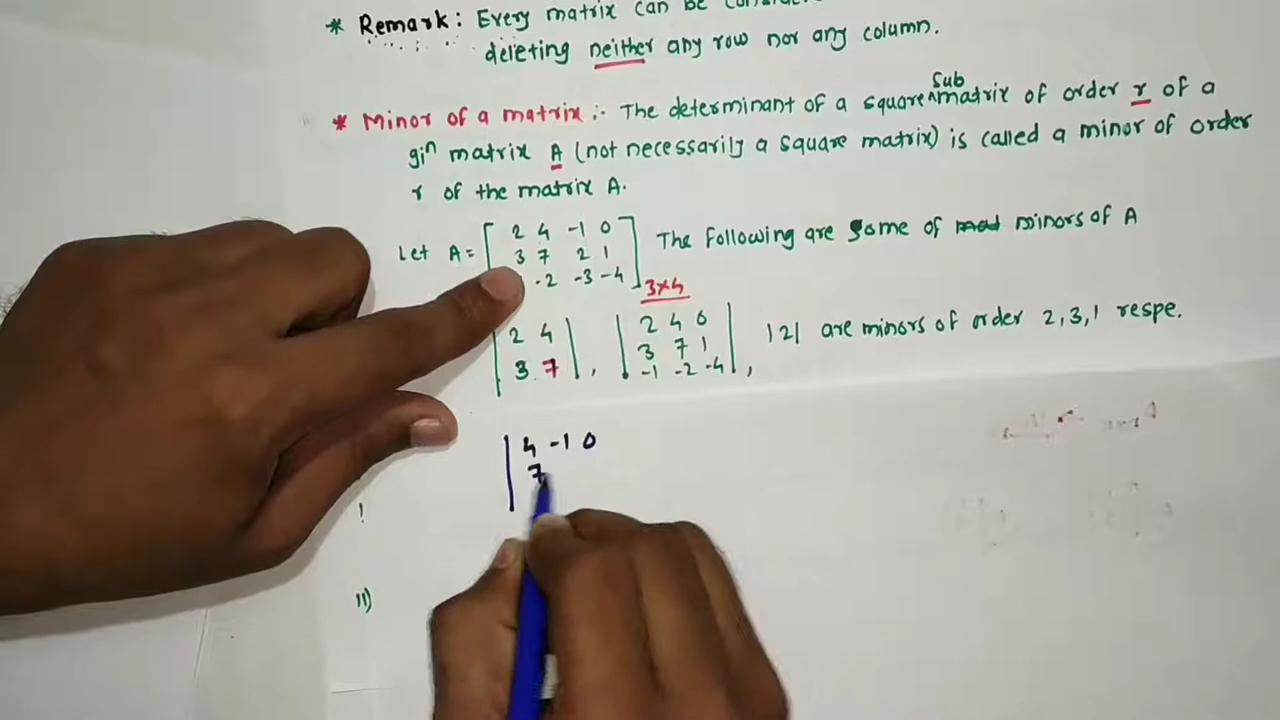 * Remark: Every matrix can be
deleting neither any row nor any column.
* Minor of a matrix :- The determinant of a square ^sub matrix of order r of a
giⁿ matrix A (not necessarily a square matrix) is called a minor of order
r of the matrix A.
Let A = [ 2 4 -1 0 The following are some of minors of A
3 7 2 1
-2 -3 -4 ] 3×4
| 2 4 | , | 2 4 0 | , |2| are minors of order 2,3,1 respe.
3 7 3 7 1
-1 -2 -4
| 4 -1 0
7
!
11)